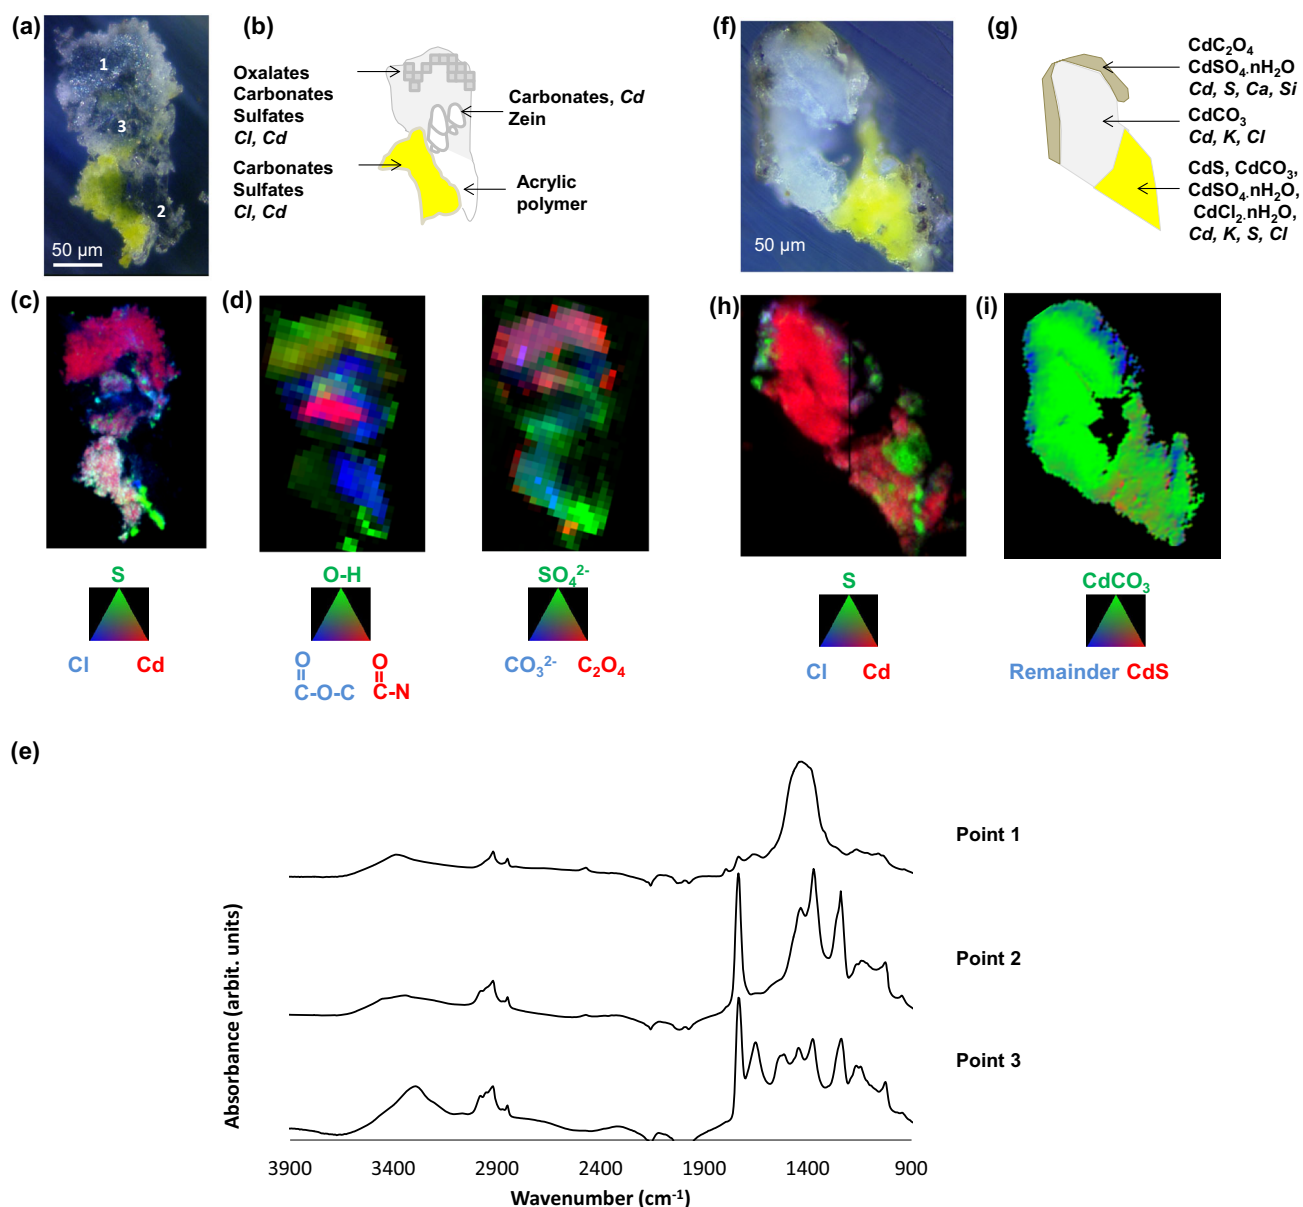 (a)
1
3
2
50 µm
(b)
Oxalates
Carbonates
Sulfates
Cl, Cd
Carbonates
Sulfates
Cl, Cd
Carbonates, Cd
Zein
Acrylic
polymer
(f)
50 µm
(g)
CdC₂O₄
CdSO₄.nH₂O
Cd, S, Ca, Si
CdCO₃
Cd, K, Cl
CdS, CdCO₃,
CdSO₄.nH₂O,
CdCl₂.nH₂O,
Cd, K, S, Cl
(c)
S
Cl Cd
(d)
O-H
O O
C-O-C C-N
SO₄²⁻
CO₃²⁻ C₂O₄
(h)
S
Cl Cd
(i)
CdCO₃
Remainder CdS
(e)
Absorbance (arbit. units)
Point 1
Point 2
Point 3
3900 3400 2900 2400 1900 1400 900
Wavenumber (cm⁻¹)